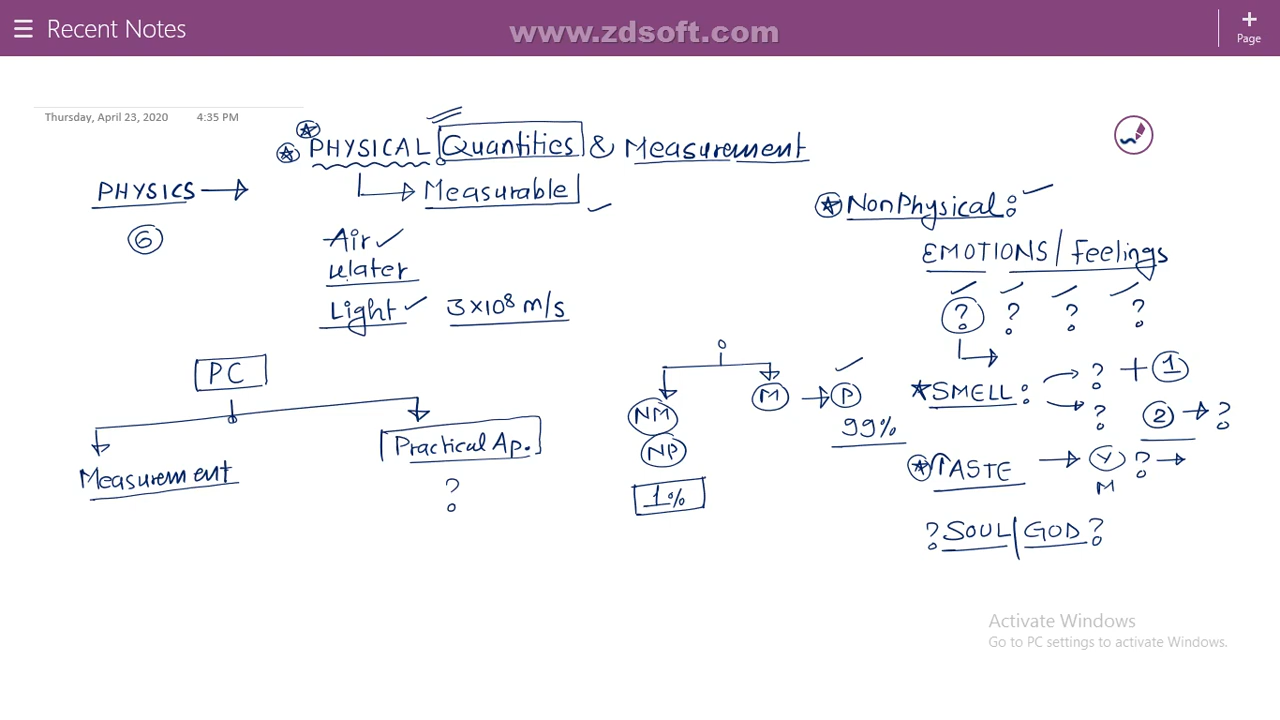 Recent Notes
www.zdsoft.com
+
Page
Thursday, April 23, 2020 4:35 PM
PHYSICAL Quantities & Measurement
PHYSICS → Measurable
6
Air ✓
Water
Light ✓ 3×10⁸ m/s
NonPhysical:
EMOTIONS/Feelings
? ? ? ?
PC
Measurement
Practical Ap.
?
NM M → P
NP 99%
1%
SMELL: ? + 1
? 2 → ?
TASTE → Y ? →
M
? SOUL/GOD ?
Activate Windows
Go to PC settings to activate Windows.